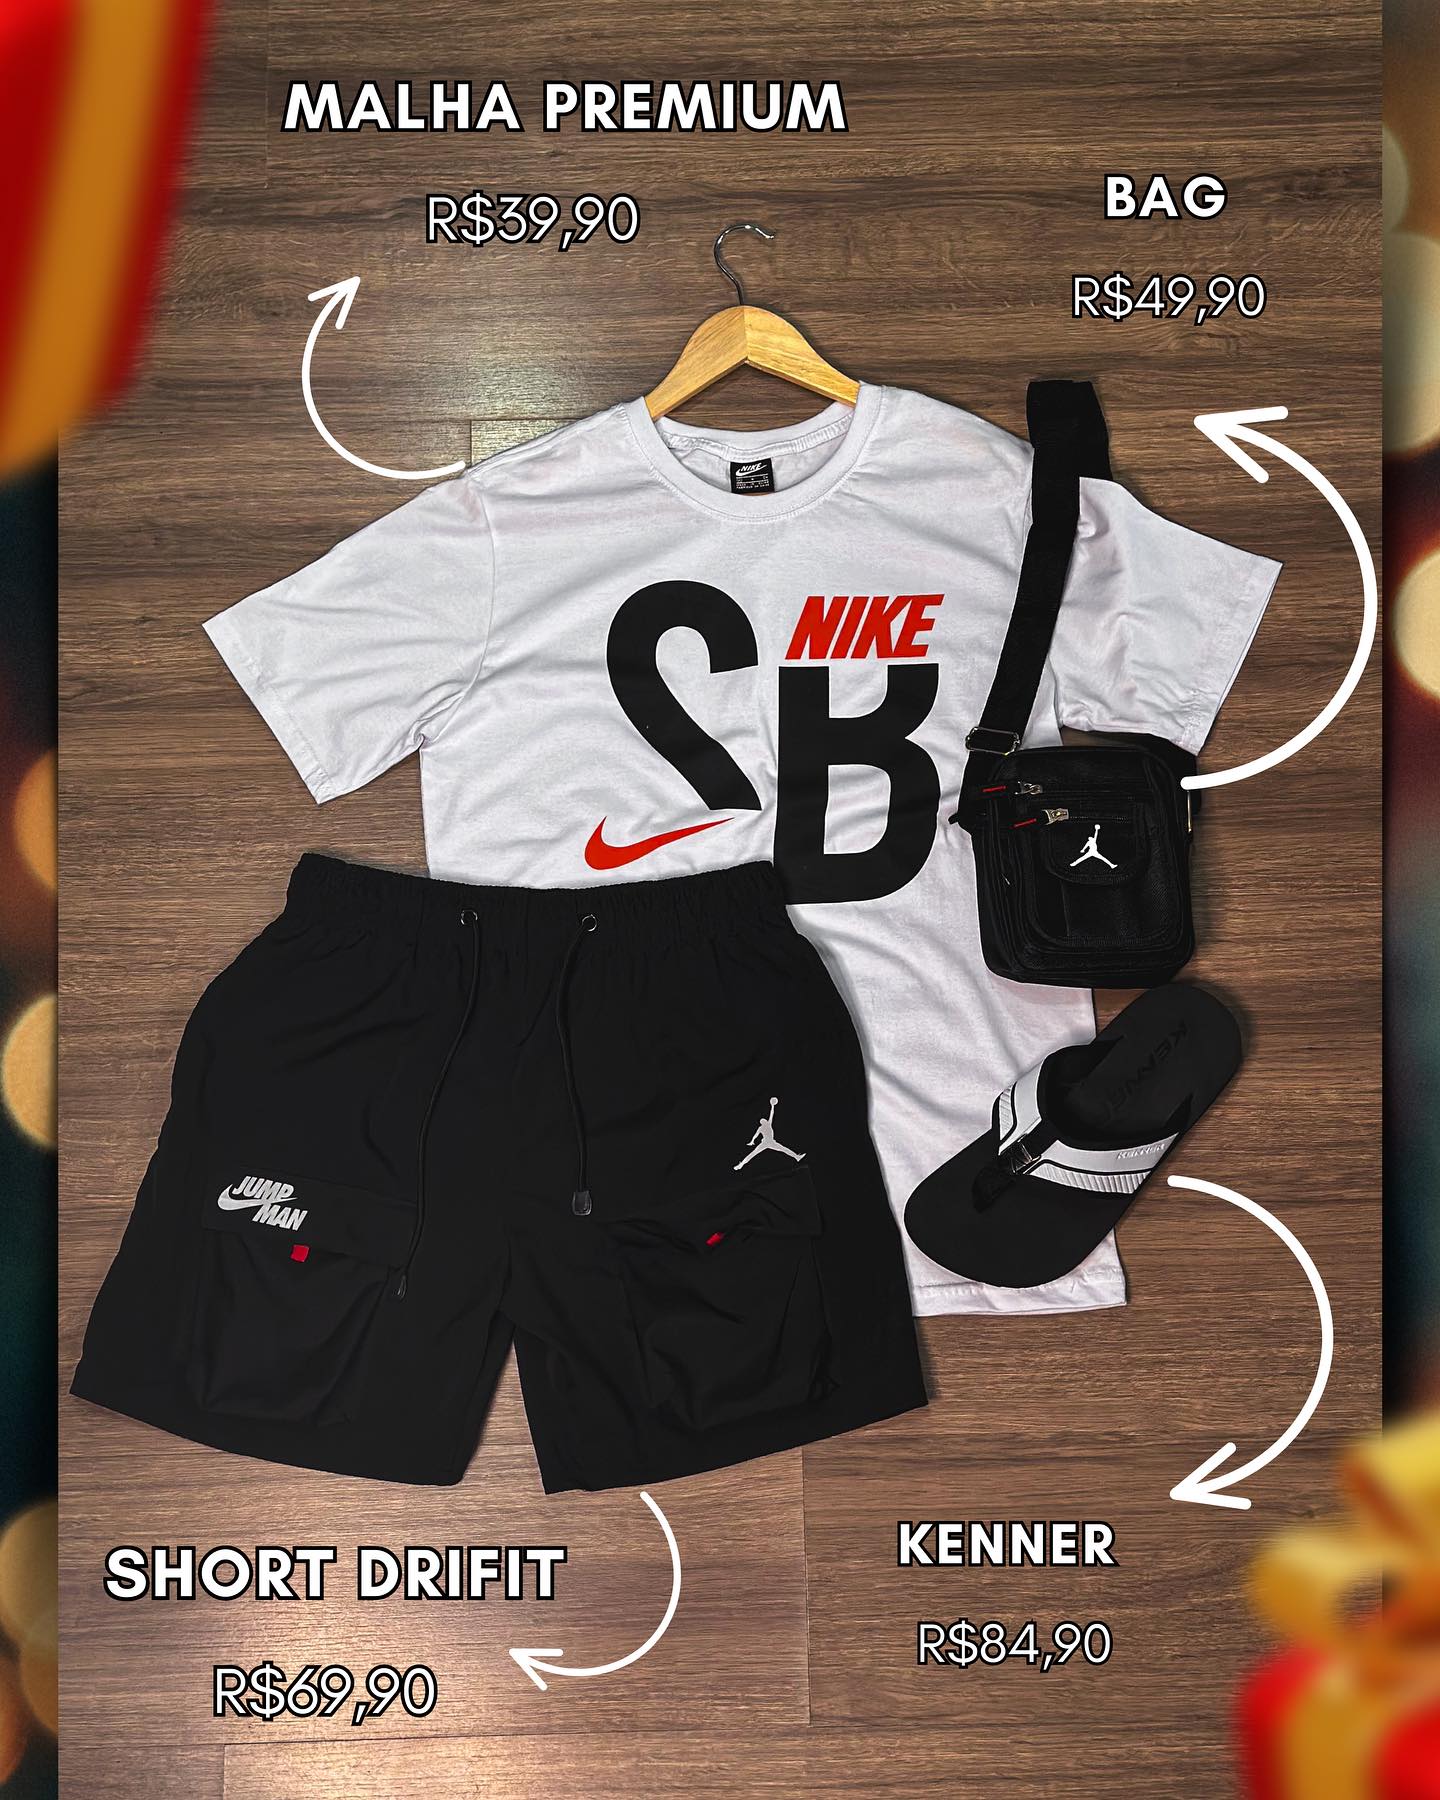 MALHA PREMIUM
R$39,90
BAG
R$49,90
NIKE
NIKE
JUMP
MAN
KENNER
KENNER
SHORT DRIFIT
R$69,90
KENNER
R$84,90